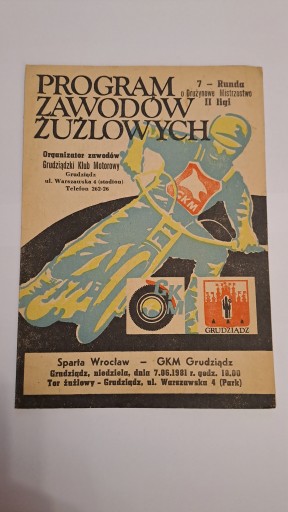 PROGRAM
ZAWODÓW
ŻUŻLOWYCH
7 - Runda
o Drużynowe Mistrzostwo
II ligi
Organizator zawodów
Grudziądzki Klub Motorowy
Grudziądz
ul. Warszawska 4 (stadion)
Telefon 262-26
GKM
GKM
GRUDZIĄDZ
Sparta Wrocław — GKM Grudziądz
Grudziądz, niedziela, dnia 7.06.1981 r. godz. 18.00
Tor żużlowy - Grudziądz, ul. Warszawska 4 (Park)